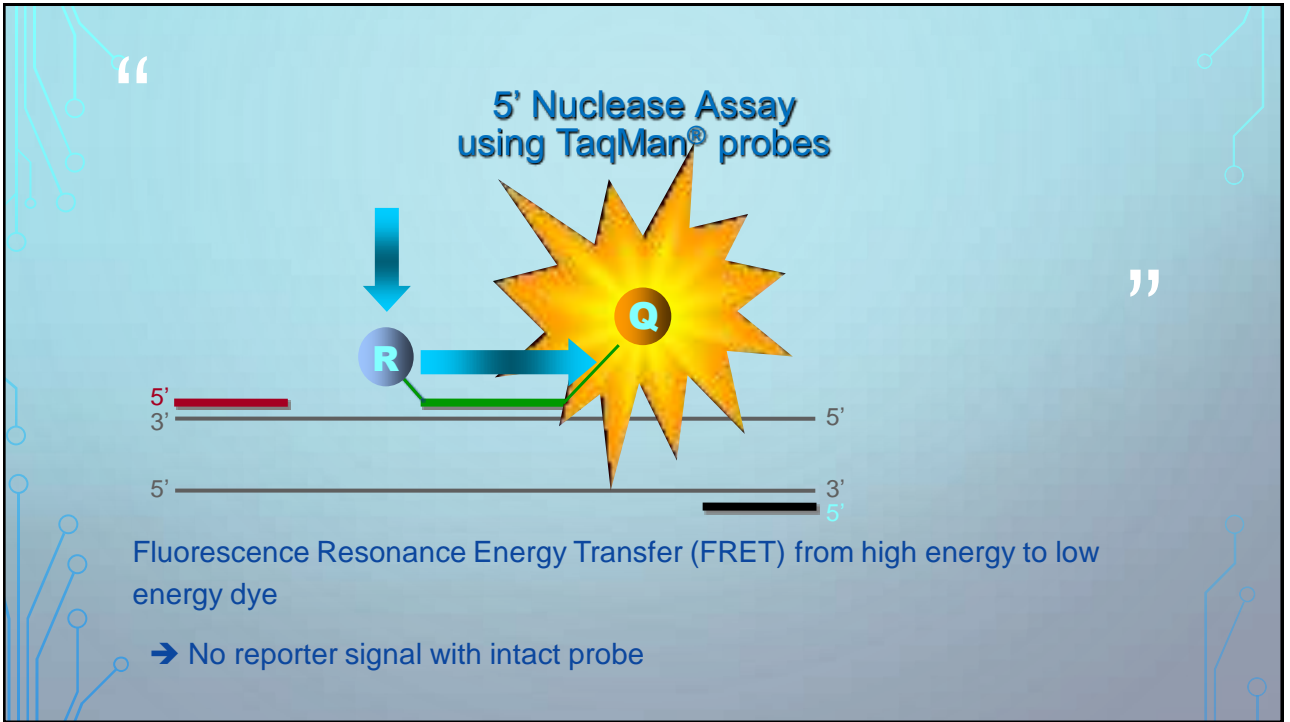 “
5’ Nuclease Assay
using TaqMan® probes
”
Q
R
5’
3’ 5’
5’ 3’
5’
Fluorescence Resonance Energy Transfer (FRET) from high energy to low
energy dye
➔ No reporter signal with intact probe